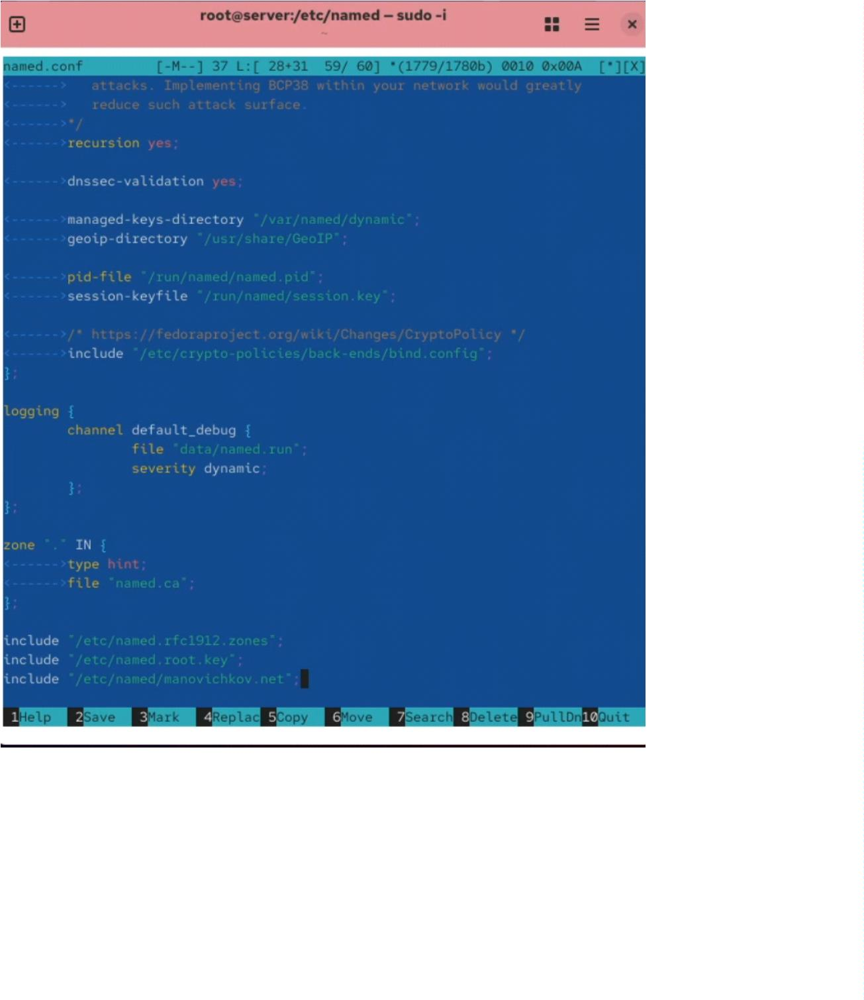 root@server:/etc/named — sudo -i
~
named.conf [-M--] 37 L:[ 28+31 59/ 60] *(1779/1780b) 0010 0x00A [*][X]
<------> attacks. Implementing BCP38 within your network would greatly
<------> reduce such attack surface.
<------>*/
<------>recursion yes;
<------>dnssec-validation yes;
<------>managed-keys-directory "/var/named/dynamic";
<------>geoip-directory "/usr/share/GeoIP";
<------>pid-file "/run/named/named.pid";
<------>session-keyfile "/run/named/session.key";
<------>/* https://fedoraproject.org/wiki/Changes/CryptoPolicy */
<------>include "/etc/crypto-policies/back-ends/bind.config";
};
logging {
channel default_debug {
file "data/named.run";
severity dynamic;
};
};
zone "." IN {
<------>type hint;
<------>file "named.ca";
};
include "/etc/named.rfc1912.zones";
include "/etc/named.root.key";
include "/etc/named/manovichkov.net";
1Help 2Save 3Mark 4Replac 5Copy 6Move 7Search 8Delete 9PullDn 10Quit